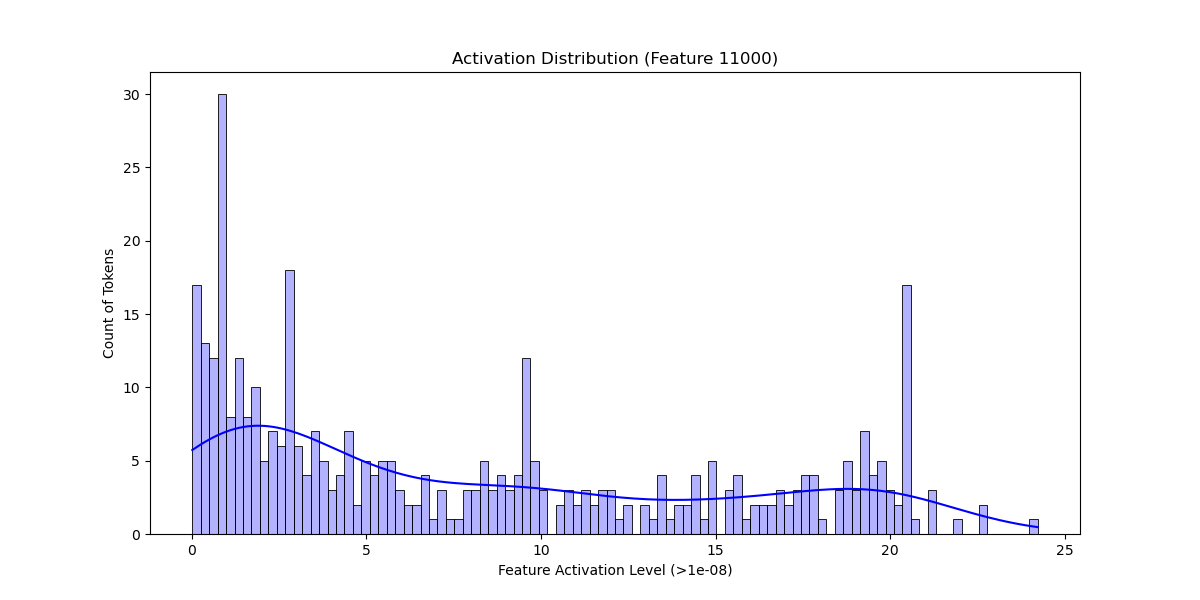 Activation Distribution (Feature 11000)
30
25
20
15
10
5
0
Count of Tokens
0 5 10 15 20 25
Feature Activation Level (>1e-08)